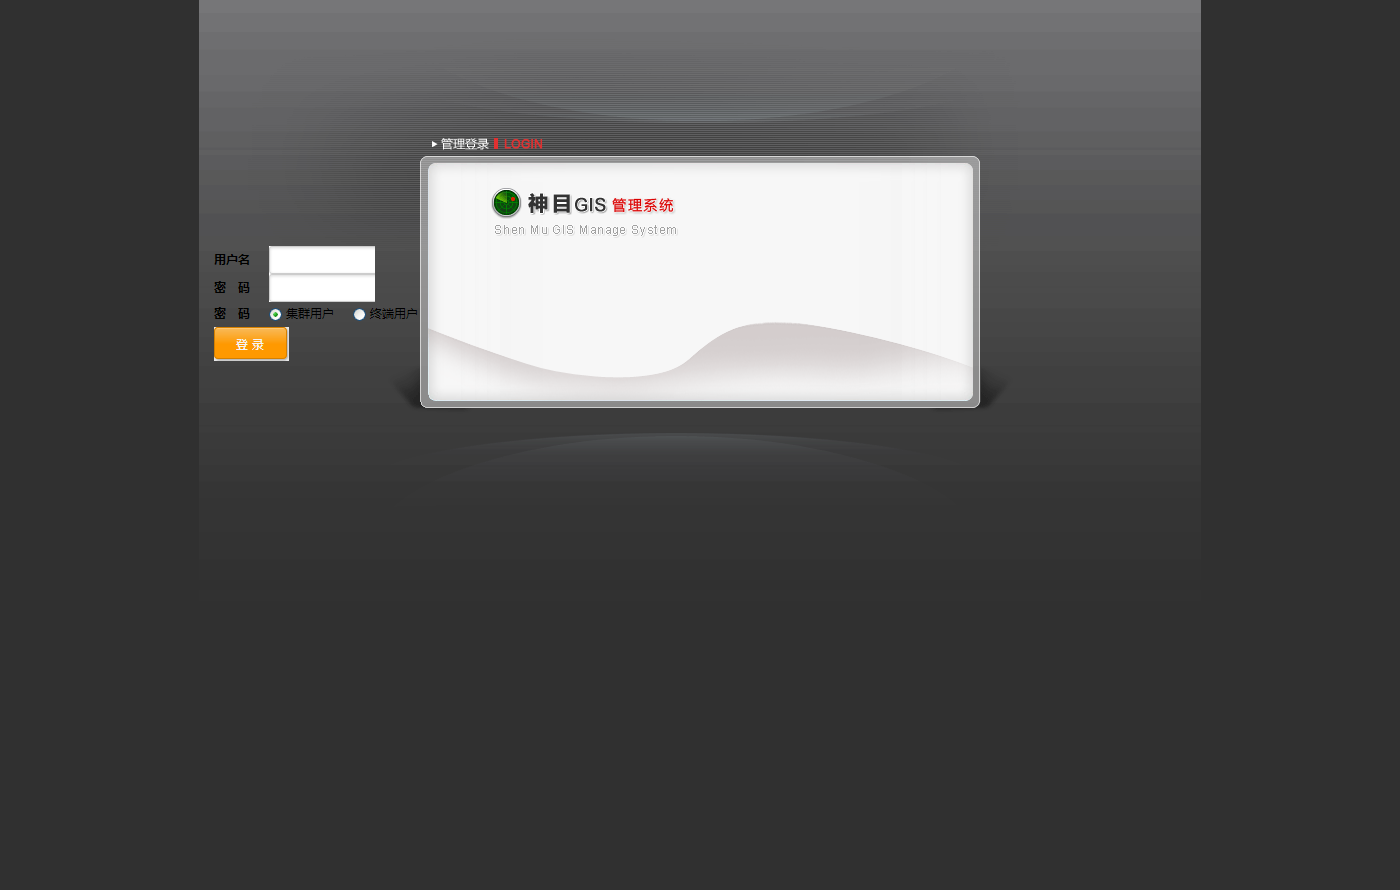 管理登录 LOGIN
神目GIS 管理系统
Shen Mu GIS Manage System
用户名
密 码
密 码 集群用户 终端用户
登 录